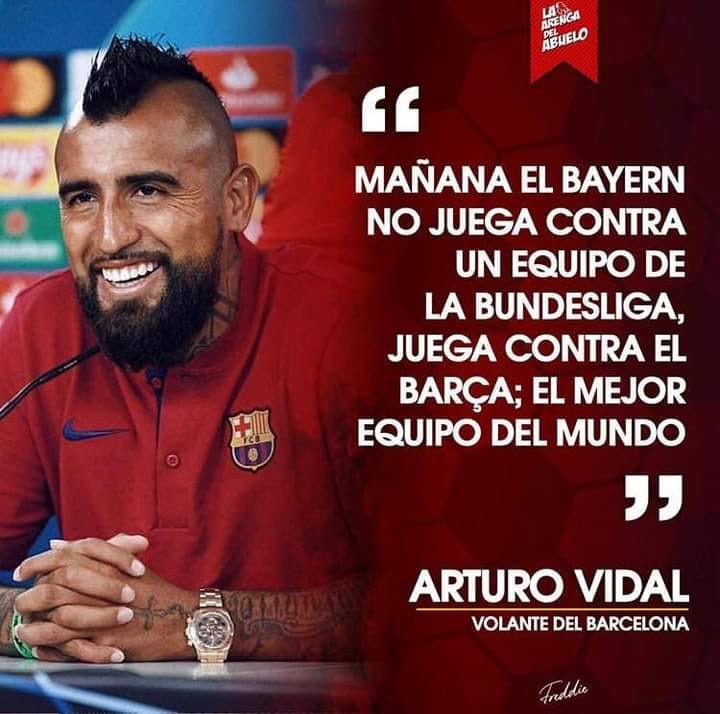 LA
ARENGA
DEL
ABUELO
“
MAÑANA EL BAYERN
NO JUEGA CONTRA
UN EQUIPO DE
LA BUNDESLIGA,
JUEGA CONTRA EL
BARÇA; EL MEJOR
EQUIPO DEL MUNDO
”
ARTURO VIDAL
VOLANTE DEL BARCELONA
FCB
Freddie